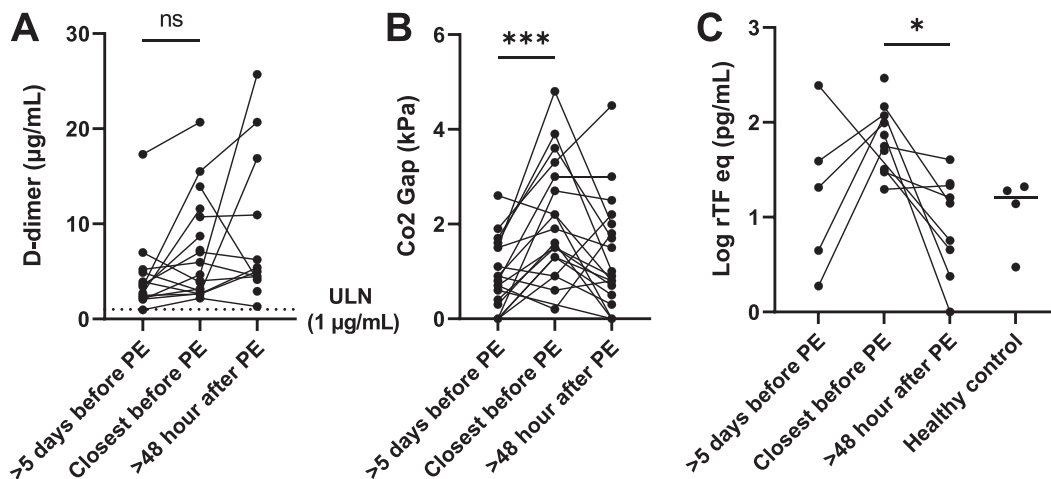 A
ns
30
20
10
0
D-dimer (µg/mL)
ULN
(1 µg/mL)
>5 days before PE
Closest before PE
>48 hour after PE
B
***
6
4
2
0
Co2 Gap (kPa)
>5 days before PE
Closest before PE
>48 hour after PE
C
*
3
2
1
0
Log rTF eq (pg/mL)
>5 days before PE
Closest before PE
>48 hour after PE
Healthy control